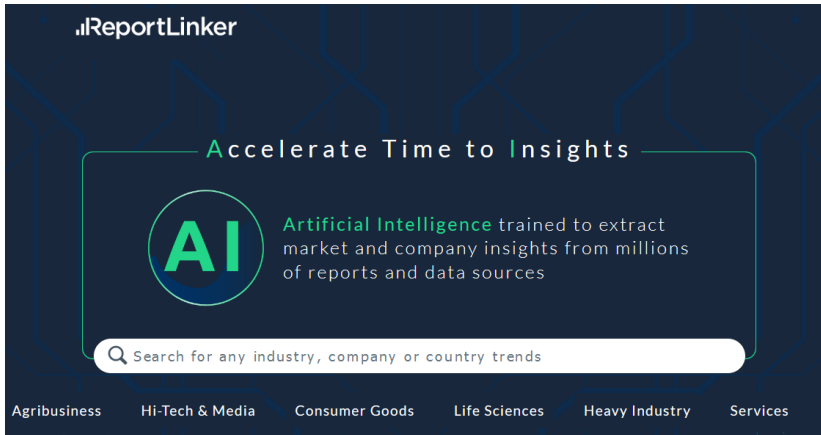 ReportLinker
Accelerate Time to Insights
AI
Artificial Intelligence trained to extract
market and company insights from millions
of reports and data sources
Search for any industry, company or country trends
Agribusiness Hi-Tech & Media Consumer Goods Life Sciences Heavy Industry Services